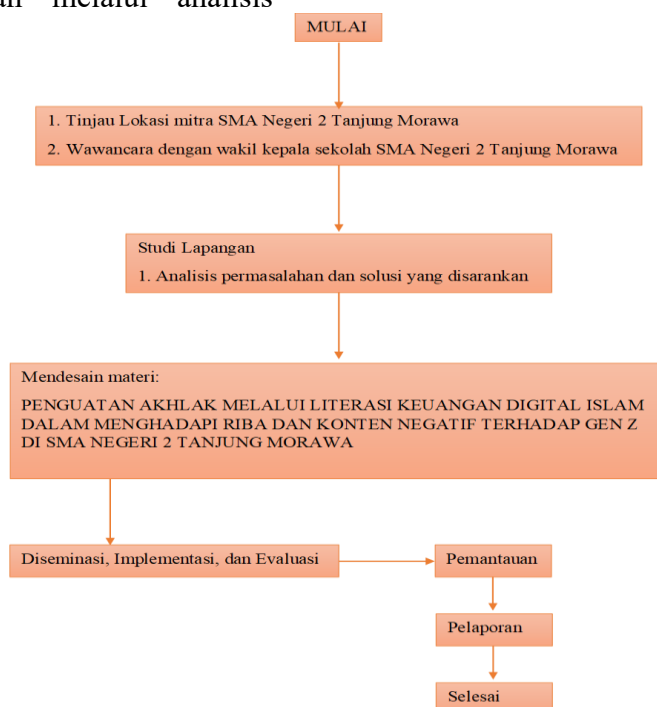 melalui analisis
MULAI
1. Tinjau Lokasi mitra SMA Negeri 2 Tanjung Morawa
2. Wawancara dengan wakil kepala sekolah SMA Negeri 2 Tanjung Morawa
Studi Lapangan
1. Analisis permasalahan dan solusi yang disarankan
Mendesain materi:
PENGUATAN AKHLAK MELALUI LITERASI KEUANGAN DIGITAL ISLAM
DALAM MENGHADAPI RIBA DAN KONTEN NEGATIF TERHADAP GEN Z
DI SMA NEGERI 2 TANJUNG MORAWA
Diseminasi, Implementasi, dan Evaluasi
Pemantauan
Pelaporan
Selesai